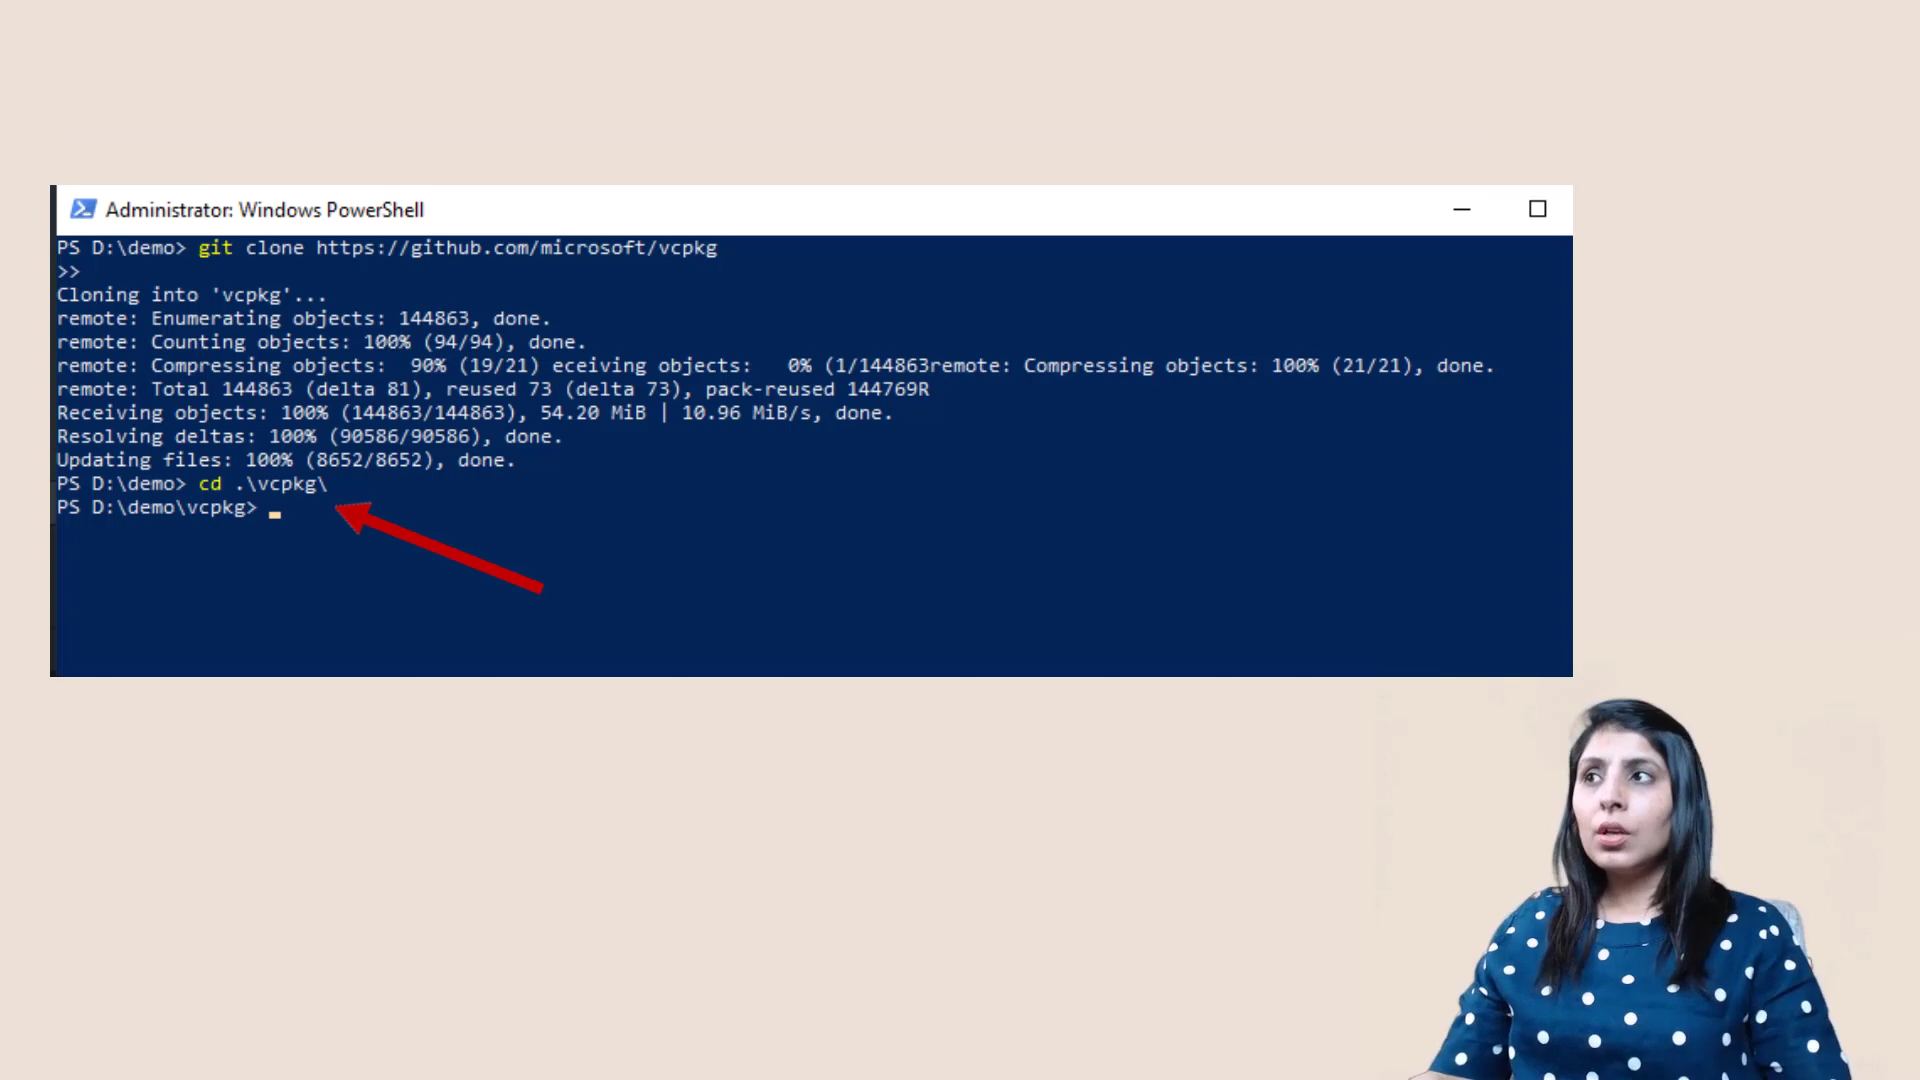 Administrator: Windows PowerShell
PS D:\demo> git clone https://github.com/microsoft/vcpkg
>>
Cloning into 'vcpkg'...
remote: Enumerating objects: 144863, done.
remote: Counting objects: 100% (94/94), done.
remote: Compressing objects:  90% (19/21) eceiving objects:   0% (1/144863remote: Compressing objects: 100% (21/21), done.
remote: Total 144863 (delta 81), reused 73 (delta 73), pack-reused 144769R
Receiving objects: 100% (144863/144863), 54.20 MiB | 10.96 MiB/s, done.
Resolving deltas: 100% (90586/90586), done.
Updating files: 100% (8652/8652), done.
PS D:\demo> cd .\vcpkg\
PS D:\demo\vcpkg>